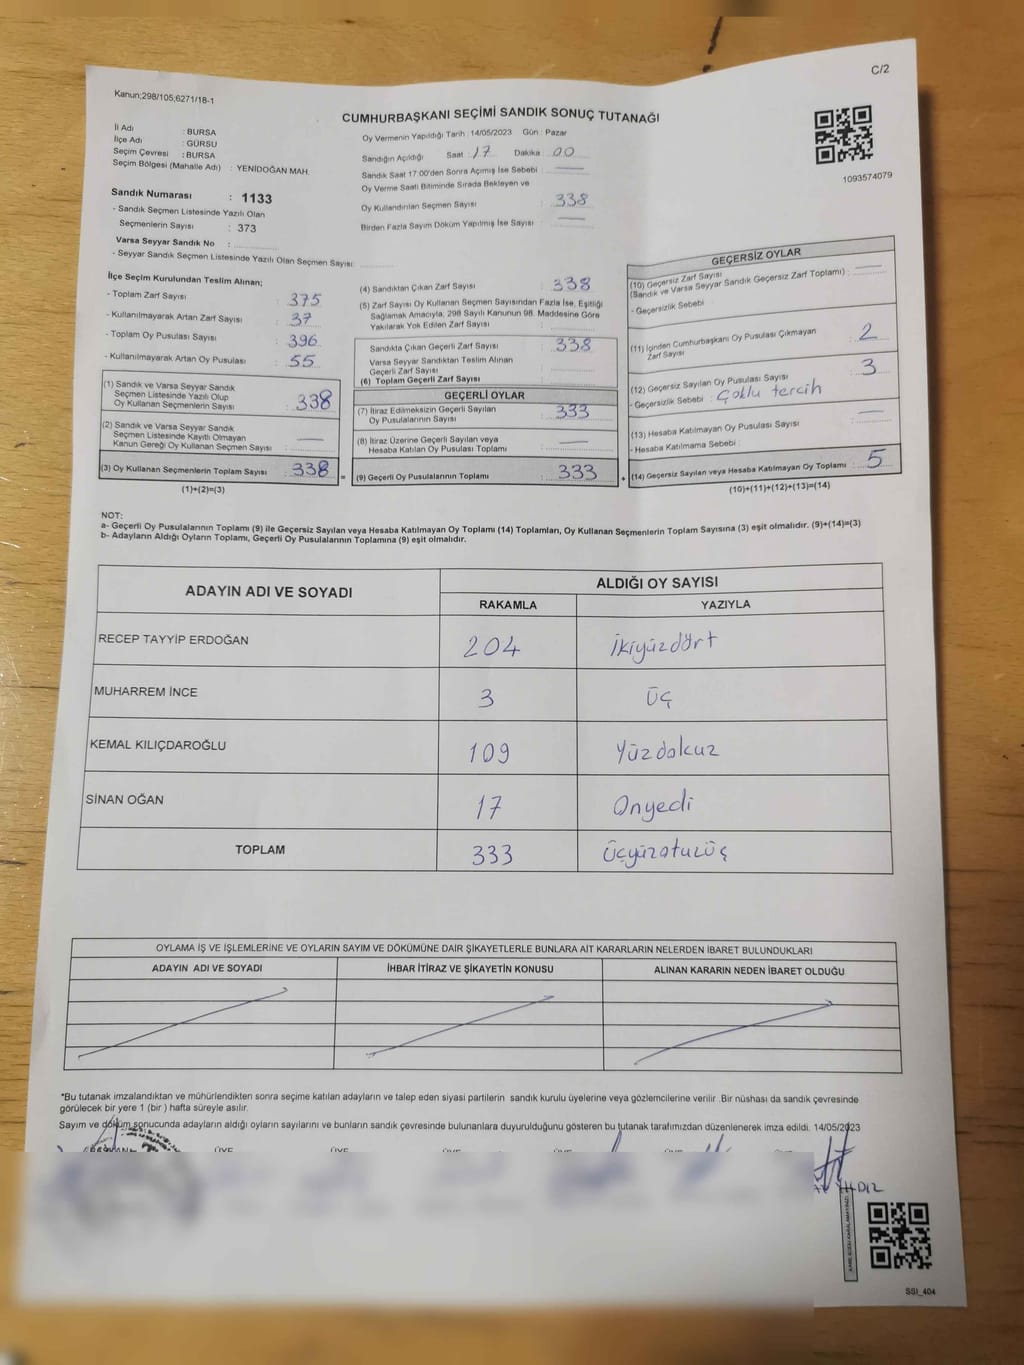 C/2
Kanun;298/105;6271/18-1
CUMHURBAŞKANI SEÇİMİ SANDIK SONUÇ TUTANAĞI
İl Adı : BURSA
İlçe Adı : GÜRSU
Seçim Çevresi : BURSA
Seçim Bölgesi (Mahalle Adı) : YENİDOĞAN MAH.
Sandık Numarası : 1133
- Sandık Seçmen Listesinde Yazılı Olan
Seçmenlerin Sayısı : 373
Varsa Seyyar Sandık No :
- Seyyar Sandık Seçmen Listesinde Yazılı Olan Seçmen Sayısı :
Oy Vermenin Yapıldığı Tarih : 14/05/2023 Gün : Pazar
Sandığın Açıldığı Saat : 17 Dakika : 00
Sandık Saat 17:00'den Sonra Açımış İse Sebebi :
Oy Verme Saati Bitiminde Sırada Bekleyen ve
Oy Kullandırılan Seçmen Sayısı : 338
Birden Fazla Sayım Döküm Yapılmış İse Sayısı :
1093574079
İlçe Seçim Kurulundan Teslim Alınan;
- Toplam Zarf Sayısı : 375
- Kullanılmayarak Artan Zarf Sayısı : 37
- Toplam Oy Pusulası Sayısı : 396
- Kullanılmayarak Artan Oy Pusulası : 55
(1) Sandık ve Varsa Seyyar Sandık
Seçmen Listesinde Yazılı Olup
Oy Kullanan Seçmenlerin Sayısı : 338
(2) Sandık ve Varsa Seyyar Sandık
Seçmen Listesinde Kayıtlı Olmayan
Kanun Gereği Oy Kullanan Seçmen Sayısı :
(3) Oy Kullanan Seçmenlerin Toplam Sayısı : 338
(1)+(2)=(3)
(4) Sandıktan Çıkan Zarf Sayısı : 338
(5) Zarf Sayısı Oy Kullanan Seçmen Sayısından Fazla İse, Eşitliği
Sağlamak Amacıyla, 298 Sayılı Kanunun 98. Maddesine Göre
Yakılarak Yok Edilen Zarf Sayısı :
Sandıkta Çıkan Geçerli Zarf Sayısı : 338
Varsa Seyyar Sandıktan Teslim Alınan
Geçerli Zarf Sayısı :
(6) Toplam Geçerli Zarf Sayısı :
GEÇERLİ OYLAR
(7) İtiraz Edilmeksizin Geçerli Sayılan
Oy Pusulalarının Sayısı : 333
(8) İtiraz Üzerine Geçerli Sayılan veya
Hesaba Katılan Oy Pusulaları Toplamı :
(9) Geçerli Oy Pusulalarının Toplamı : 333
GEÇERSİZ OYLAR
(10) Geçersiz Zarf Sayısı
(Sandık ve Varsa Seyyar Sandık Geçersiz Zarf Toplamı) :
- Geçersizlik Sebebi :
(11) İçinden Cumhurbaşkanı Oy Pusulası Çıkmayan
Zarf Sayısı : 2
(12) Geçersiz Sayılan Oy Pusulası Sayısı : 3
- Geçersizlik Sebebi : Çoklu tercih
(13) Hesaba Katılmayan Oy Pusulası Sayısı :
- Hesaba Katılmama Sebebi :
(14) Geçersiz Sayılan veya Hesaba Katılmayan Oy Toplamı : 5
(10)+(11)+(12)+(13)=(14)
NOT:
a- Geçerli Oy Pusulalarının Toplamı (9) ile Geçersiz Sayılan veya Hesaba Katılmayan Oy Toplamı (14) Toplamları, Oy Kullanan Seçmenlerin Toplam Sayısına (3) eşit olmalıdır. (9)+(14)=(3)
b- Adayların Aldığı Oyların Toplamı, Geçerli Oy Pusulalarının Toplamına (9) eşit olmalıdır.
ADAYIN ADI VE SOYADI ALDIĞI OY SAYISI
RAKAMLA YAZIYLA
RECEP TAYYİP ERDOĞAN 204 İkiyüzdört
MUHARREM İNCE 3 Üç
KEMAL KILIÇDAROĞLU 109 Yüzdokuz
SİNAN OĞAN 17 Onyedi
TOPLAM 333 Üçyüzotuzüç
OYLAMA İŞ VE İŞLEMLERİNE VE OYLARIN SAYIM VE DÖKÜMÜNE DAİR ŞİKAYETLERLE BUNLARA AİT KARARLARIN NELERDEN İBARET BULUNDUKLARI
ADAYIN ADI VE SOYADI İHBAR İTİRAZ VE ŞİKAYETİN KONUSU ALINAN KARARIN NEDEN İBARET OLDUĞU
*Bu tutanak imzalandıktan ve mühürlendikten sonra seçime katılan adayların ve talep eden siyasi partilerin sandık kurulu üyelerine veya gözlemcilerine verilir .Bir nüshası da sandık çevresinde
görülecek bir yere 1 (bir ) hafta süreyle asılır.
Sayım ve döküm sonucunda adayların aldığı oyların sayılarını ve bunların sandık çevresinde bulunanlara duyurulduğunu gösteren bu tutanak tarafımızdan düzenlenerek imza edildi. 14/05/2023
SSI_404